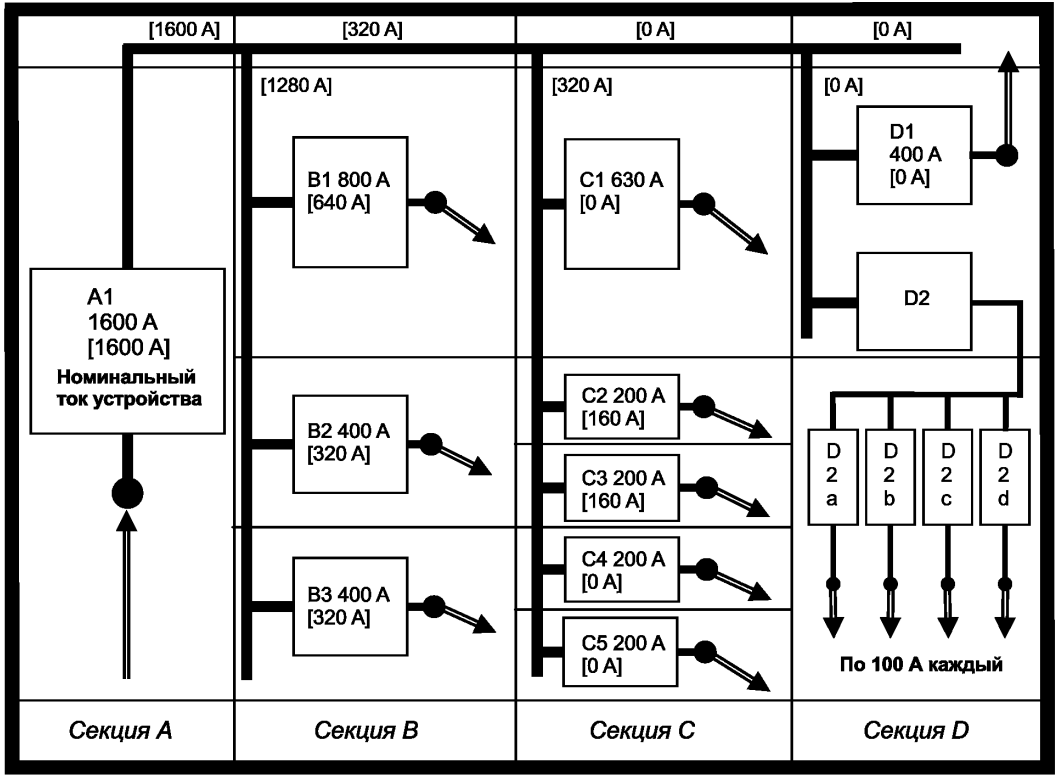 [1600 A]
[320 A]
[0 A]
[0 A]
[1280 A]
[320 A]
[0 A]
A1
1600 A
[1600 A]
Номинальный
ток устройства
B1 800 A
[640 A]
B2 400 A
[320 A]
B3 400 A
[320 A]
C1 630 A
[0 A]
C2 200 A
[160 A]
C3 200 A
[160 A]
C4 200 A
[0 A]
C5 200 A
[0 A]
D1
400 A
[0 A]
D2
D
2
a
D
2
b
D
2
c
D
2
d
По 100 А каждый
Секция A
Секция B
Секция C
Секция D